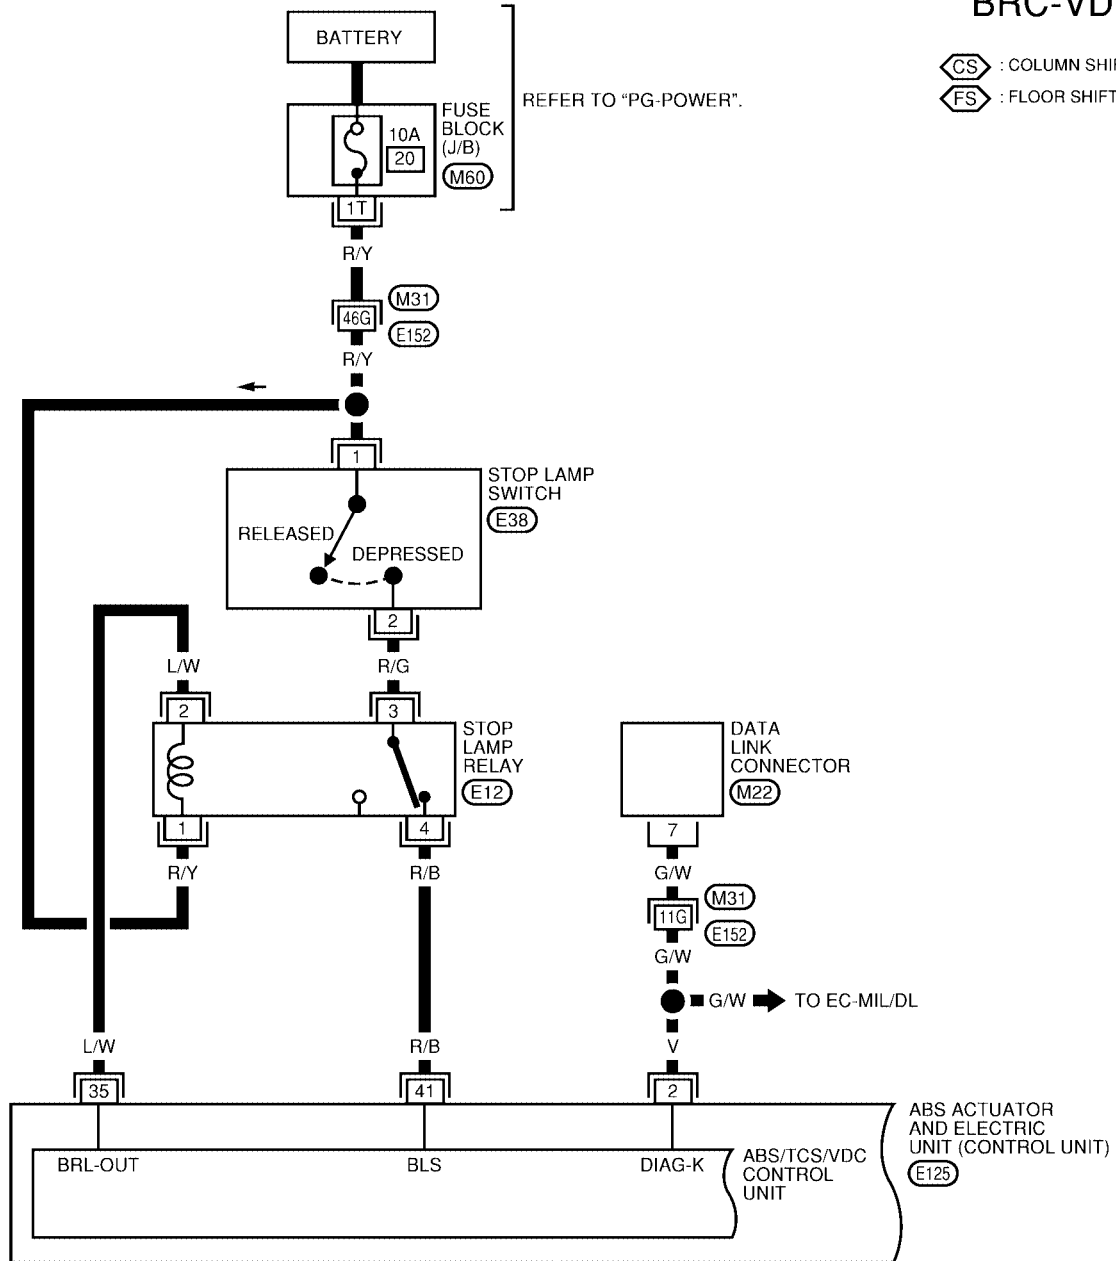 BRC-VD
BATTERY
CS : COLUMN SHI
FS : FLOOR SHIFT
REFER TO “PG-POWER”.
FUSE
BLOCK
(J/B)
M60
10A
20
1T
R/Y
M31
46G
E152
R/Y
1
STOP LAMP
SWITCH
E38
RELEASED
DEPRESSED
2
L/W
R/G
2
3
STOP
LAMP
RELAY
E12
DATA
LINK
CONNECTOR
M22
1
4
7
R/Y
R/B
G/W
M31
11G
E152
G/W
G/W
TO EC-MIL/DL
L/W
R/B
V
35
41
2
ABS ACTUATOR
AND ELECTRIC
UNIT (CONTROL UNIT)
E125
BRL-OUT
BLS
DIAG-K
ABS/TCS/VDC
CONTROL
UNIT